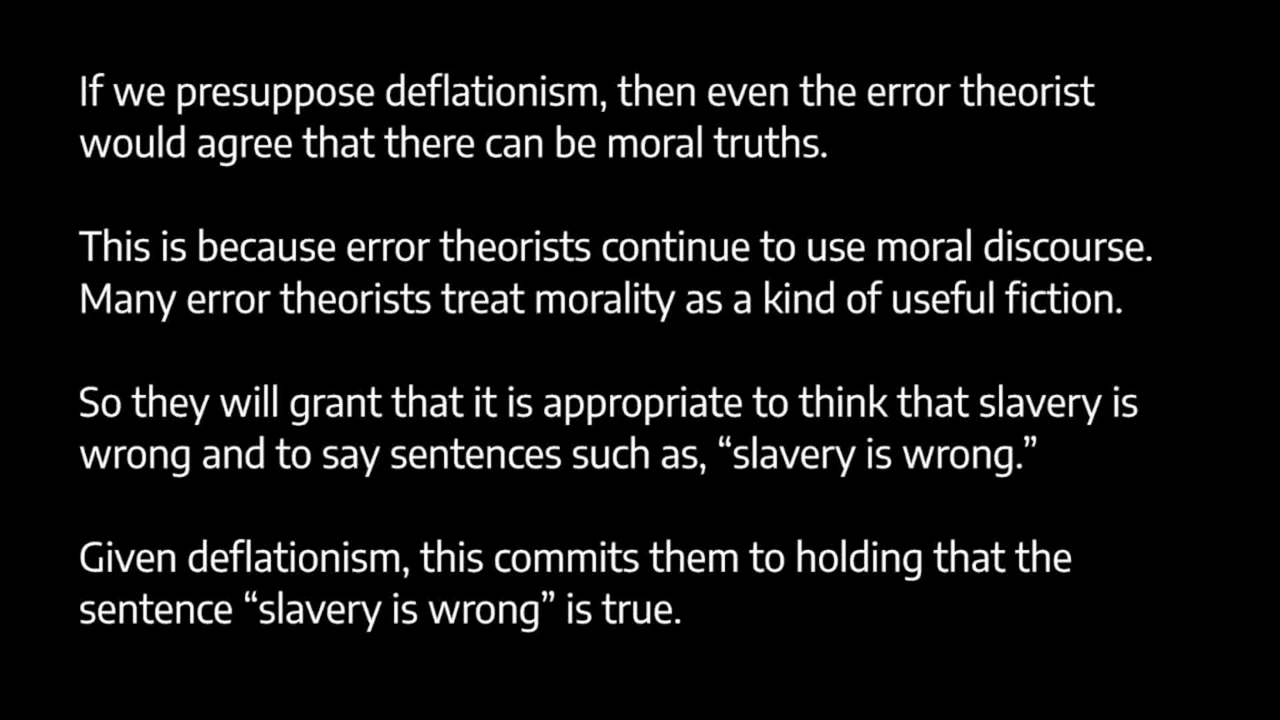 If we presuppose deflationism, then even the error theorist
would agree that there can be moral truths.
This is because error theorists continue to use moral discourse.
Many error theorists treat morality as a kind of useful fiction.
So they will grant that it is appropriate to think that slavery is
wrong and to say sentences such as, “slavery is wrong.”
Given deflationism, this commits them to holding that the
sentence “slavery is wrong” is true.